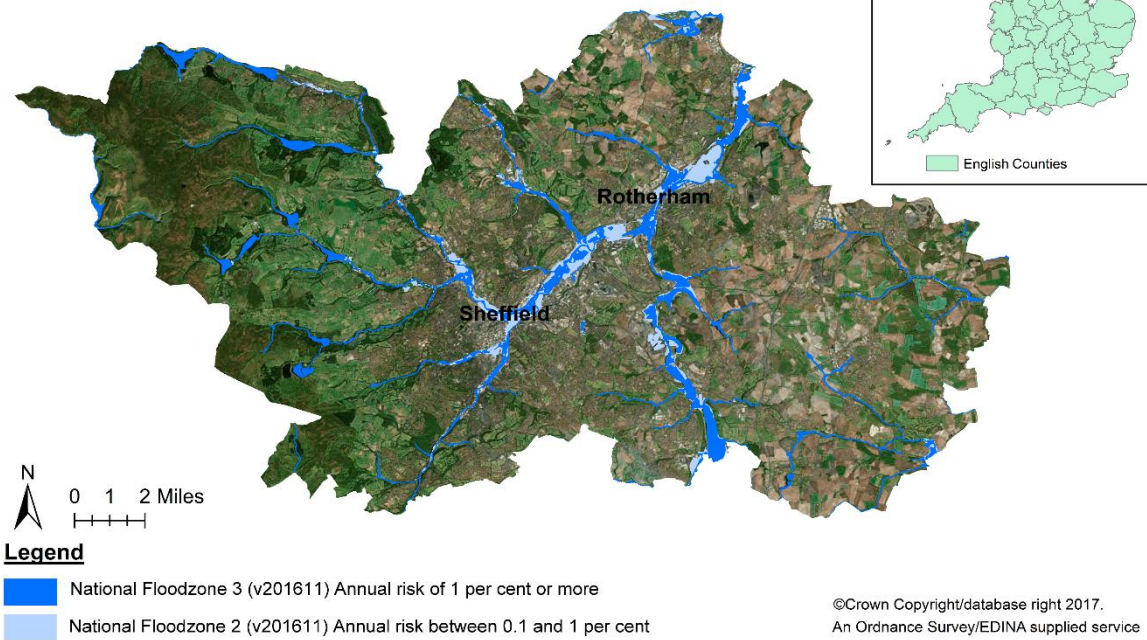 English Counties
Rotherham
Sheffield
N
0 1 2 Miles
Legend
National Floodzone 3 (v201611) Annual risk of 1 per cent or more
National Floodzone 2 (v201611) Annual risk between 0.1 and 1 per cent
©Crown Copyright/database right 2017.
An Ordnance Survey/EDINA supplied service